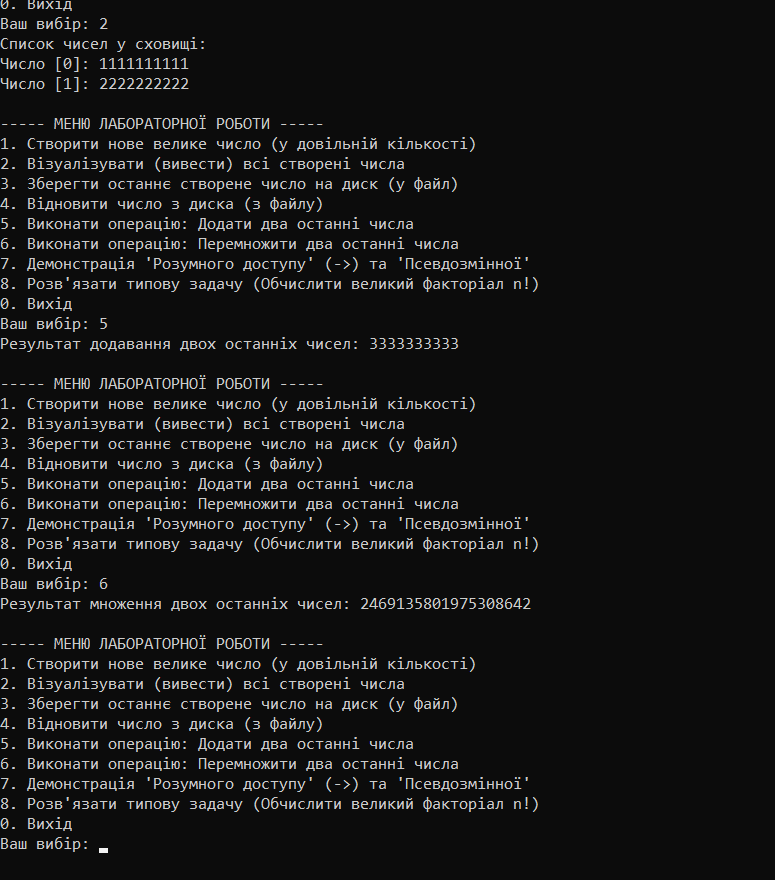 0. Вихід
Ваш вибір: 2
Список чисел у сховищі:
Число [0]: 1111111111
Число [1]: 2222222222
----- МЕНЮ ЛАБОРАТОРНОЇ РОБОТИ -----
1. Створити нове велике число (у довільній кількості)
2. Візуалізувати (вивести) всі створені числа
3. Зберегти останнє створене число на диск (у файл)
4. Відновити число з диска (з файлу)
5. Виконати операцію: Додати два останні числа
6. Виконати операцію: Перемножити два останні числа
7. Демонстрація 'Розумного доступу' (->) та 'Псевдозмінної'
8. Розв'язати типову задачу (Обчислити великий факторіал n!)
0. Вихід
Ваш вибір: 5
Результат додавання двох останніх чисел: 3333333333
----- МЕНЮ ЛАБОРАТОРНОЇ РОБОТИ -----
1. Створити нове велике число (у довільній кількості)
2. Візуалізувати (вивести) всі створені числа
3. Зберегти останнє створене число на диск (у файл)
4. Відновити число з диска (з файлу)
5. Виконати операцію: Додати два останні числа
6. Виконати операцію: Перемножити два останні числа
7. Демонстрація 'Розумного доступу' (->) та 'Псевдозмінної'
8. Розв'язати типову задачу (Обчислити великий факторіал n!)
0. Вихід
Ваш вибір: 6
Результат множення двох останніх чисел: 2469135801975308642
----- МЕНЮ ЛАБОРАТОРНОЇ РОБОТИ -----
1. Створити нове велике число (у довільній кількості)
2. Візуалізувати (вивести) всі створені числа
3. Зберегти останнє створене число на диск (у файл)
4. Відновити число з диска (з файлу)
5. Виконати операцію: Додати два останні числа
6. Виконати операцію: Перемножити два останні числа
7. Демонстрація 'Розумного доступу' (->) та 'Псевдозмінної'
8. Розв'язати типову задачу (Обчислити великий факторіал n!)
0. Вихід
Ваш вибір: